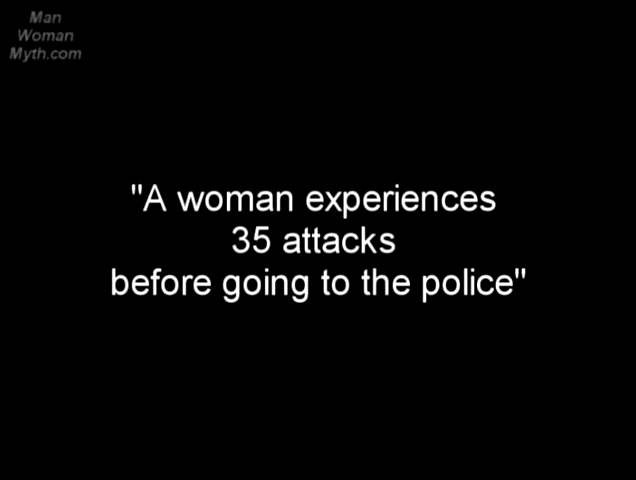 Man
Woman
Myth.com
"A woman experiences
35 attacks
before going to the police"